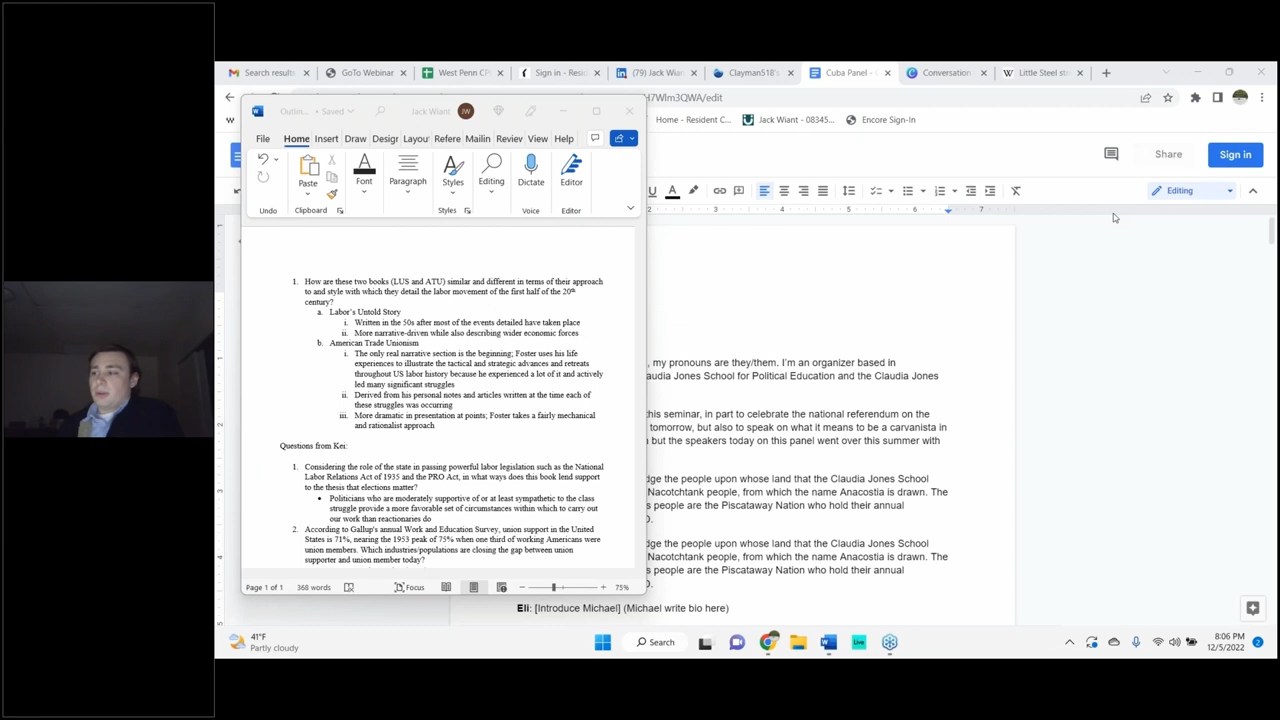 Search results
GoTo Webinar
West Penn CP
Sign in - Resi
(79) Jack Wiant
Clayman518's
Cuba Panel -
Conversation
Little Steel str
H7Wlm3QWA/edit
Home - Resident C...
Jack Wiant - 08345...
Encore Sign-In
Outlin... • Saved
Jack Wiant
JW
File
Home
Insert
Draw
Design
Layou
Refere
Mailin
Review
View
Help
Share
Sign in
Paste
Font
Paragraph
Styles
Editing
Dictate
Editor
Undo
Clipboard
Styles
Voice
Editor
Editing
2 3 4 5 6 7
1. How are these two books (LUS and ATU) similar and different in terms of their approach
to and style with which they detail the labor movement of the first half of the 20th
century?
a. Labor's Untold Story
i. Written in the 50s after most of the events detailed have taken place
ii. More narrative-driven while also describing wider economic forces
b. American Trade Unionism
i. The only real narrative section is the beginning; Foster uses his life
experiences to illustrate the tactical and strategic advances and retreats
throughout US labor history because he experienced a lot of it and actively
led many significant struggles
ii. Derived from his personal notes and articles written at the time each of
these struggles was occurring
iii. More dramatic in presentation at points; Foster takes a fairly mechanical
and rationalist approach
Questions from Kei:
1. Considering the role of the state in passing powerful labor legislation such as the National
Labor Relations Act of 1935 and the PRO Act, in what ways does this book lend support
to the thesis that elections matter?
• Politicians who are moderately supportive of or at least sympathetic to the class
struggle provide a more favorable set of circumstances within which to carry out
our work than reactionaries do
2. According to Gallup's annual Work and Education Survey, union support in the United
States is 71%, nearing the 1953 peak of 75% when one third of working Americans were
union members. Which industries/populations are closing the gap between union
supporter and union member today?
Page 1 of 1
368 words
Focus
75%
, my pronouns are they/them. I'm an organizer based in
audia Jones School for Political Education and the Claudia Jones
this seminar, in part to celebrate the national referendum on the
tomorrow, but also to speak on what it means to be a carvanista in
n but the speakers today on this panel went over this summer with
dge the people upon whose land that the Claudia Jones School
Nacotchtank people, from which the name Anacostia is drawn. The
s people are the Piscataway Nation who hold their annual
D.
dge the people upon whose land that the Claudia Jones School
Nacotchtank people, from which the name Anacostia is drawn. The
s people are the Piscataway Nation who hold their annual
D.
Eli: [Introduce Michael] (Michael write bio here)
41°F
Partly cloudy
Search
Live
8:06 PM
12/5/2022
2